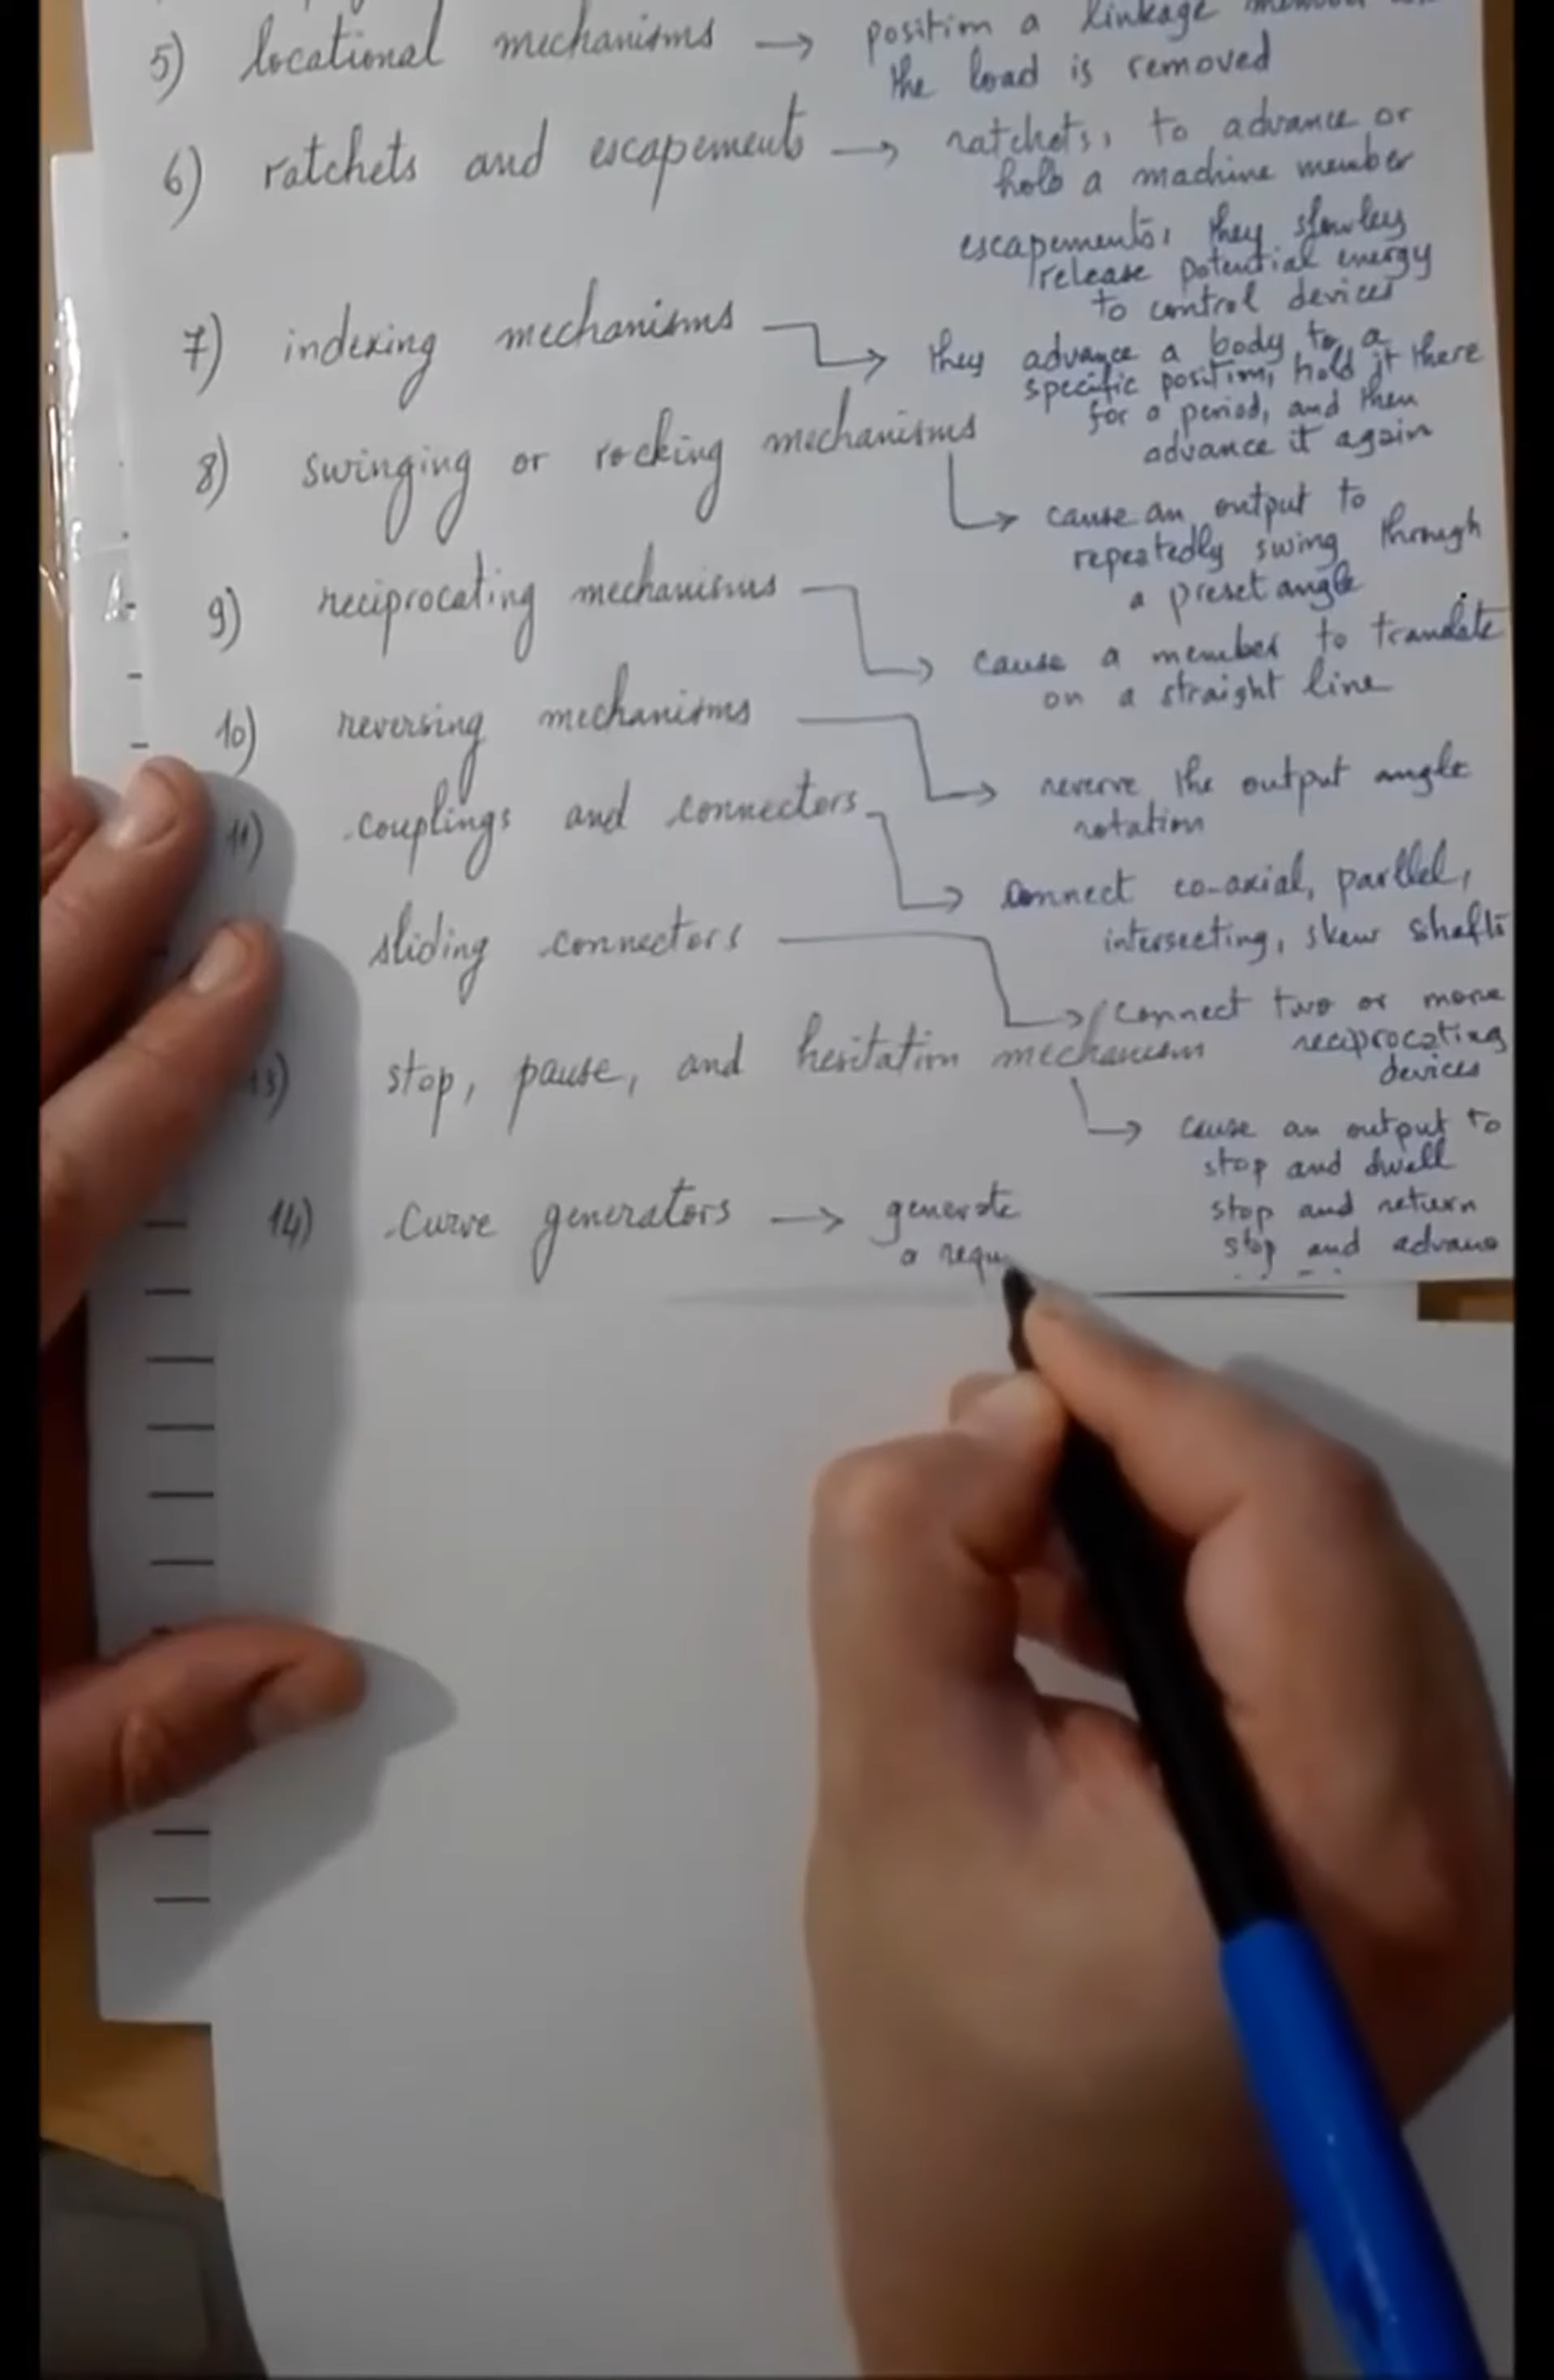 5) locational mechanisms → position a linkage
the load is removed
6) ratchets and escapements → ratchets, to advance or
hold a machine member
escapements, they slowley
release potential energy
to control devices
7) indexing mechanisms → they advance a body to a
specific position, hold it there
for a period, and then
advance it again
8) swinging or rocking mechanisms
→ cause an output to
repeatedly swing through
a preset angle
9) reciprocating mechanisms
→ cause a member to translate
on a straight line
10) reversing mechanisms
→ reverse the output angle
rotation
11) couplings and connectors
→ connect co-axial, parllel,
intersecting, skew shafts
sliding connectors
→ connect two or more
reciprocating
devices
13) stop, pause, and hesitation mechanism
→ cause an output to
stop and dwell
stop and return
stop and advance
14) Curve generators → generate
a requ